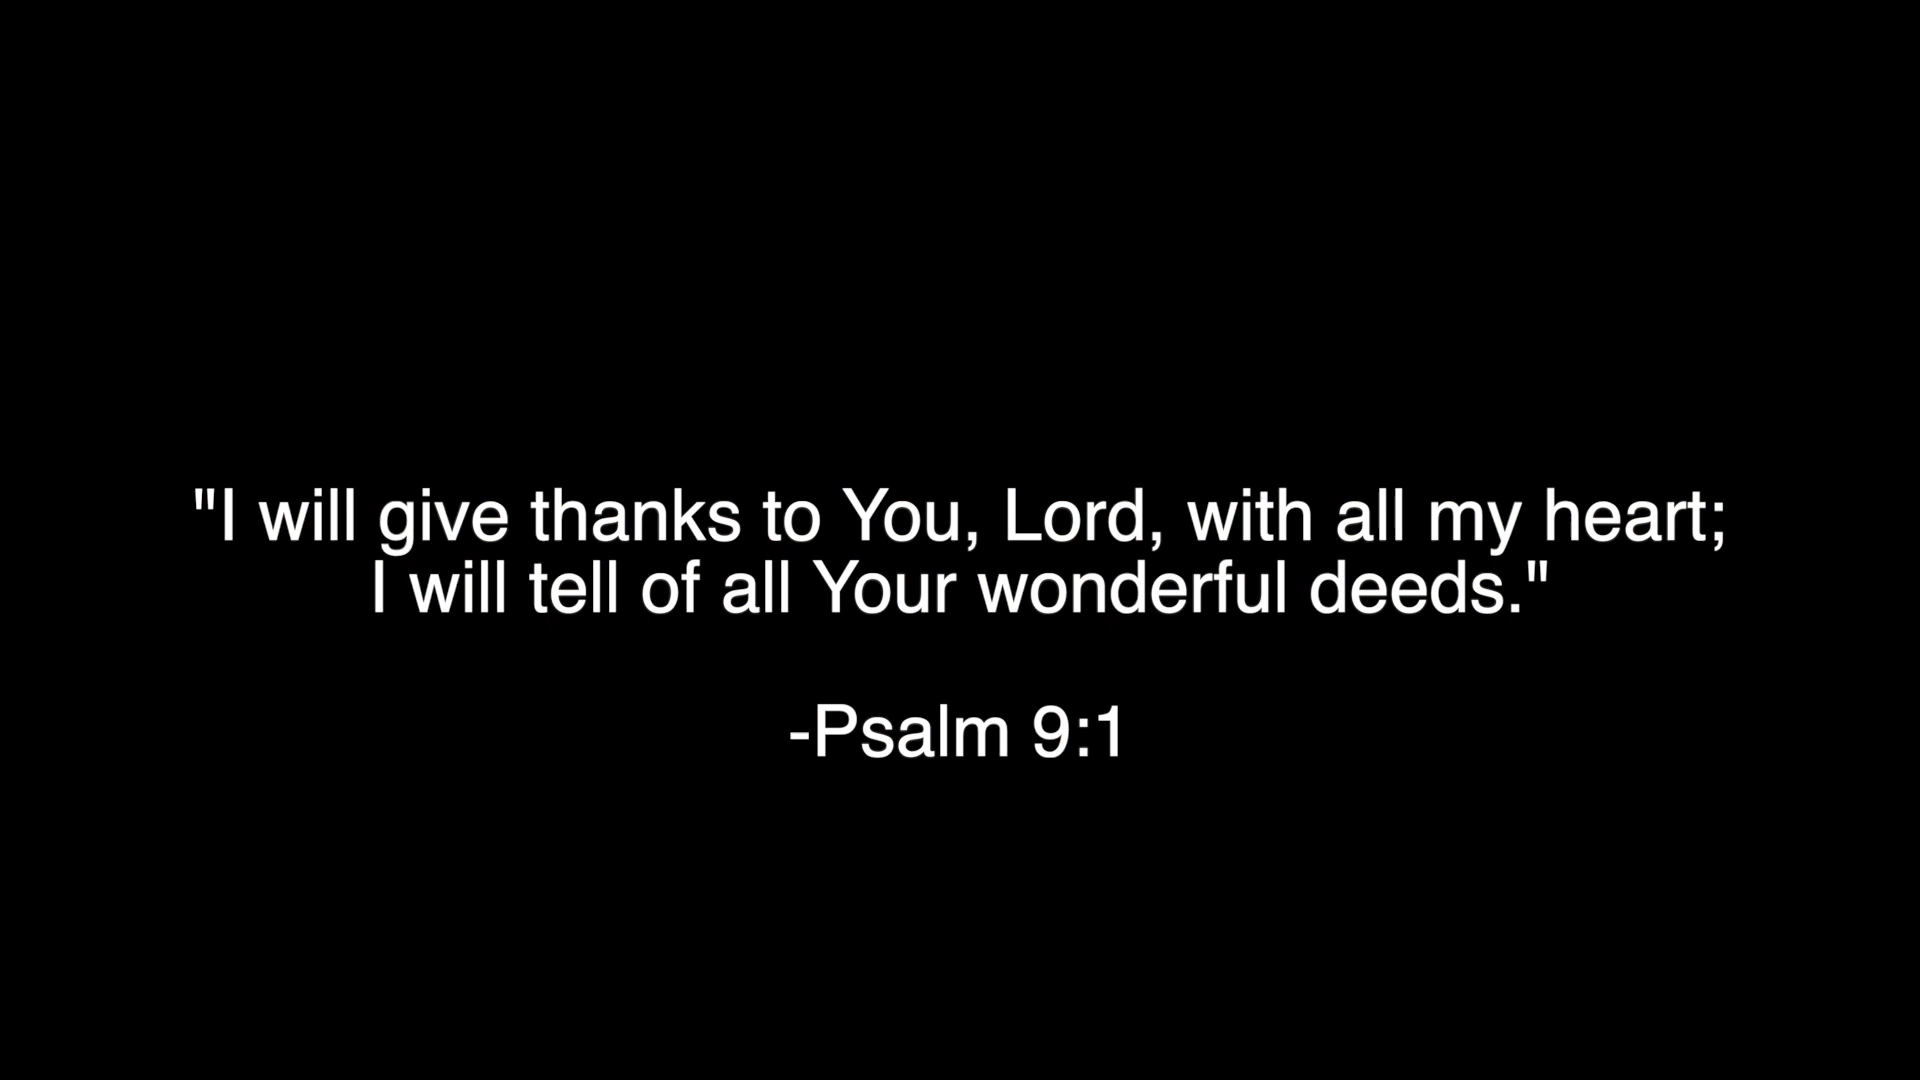 "I will give thanks to You, Lord, with all my heart;
I will tell of all Your wonderful deeds."
-Psalm 9:1